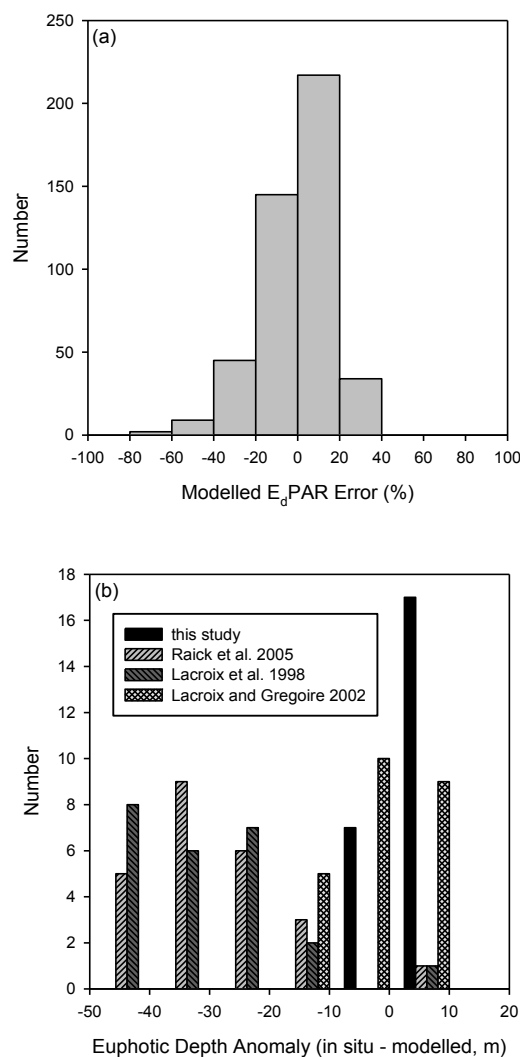 (a)
250
200
150
100
50
0
Number
-100 -80 -60 -40 -20 0 20 40 60 80 100
Modelled EdPAR Error (%)
(b)
18
16
14
12
10
8
6
4
2
0
Number
this study
Raick et al. 2005
Lacroix et al. 1998
Lacroix and Gregoire 2002
-50 -40 -30 -20 -10 0 10 20
Euphotic Depth Anomaly (in situ - modelled, m)